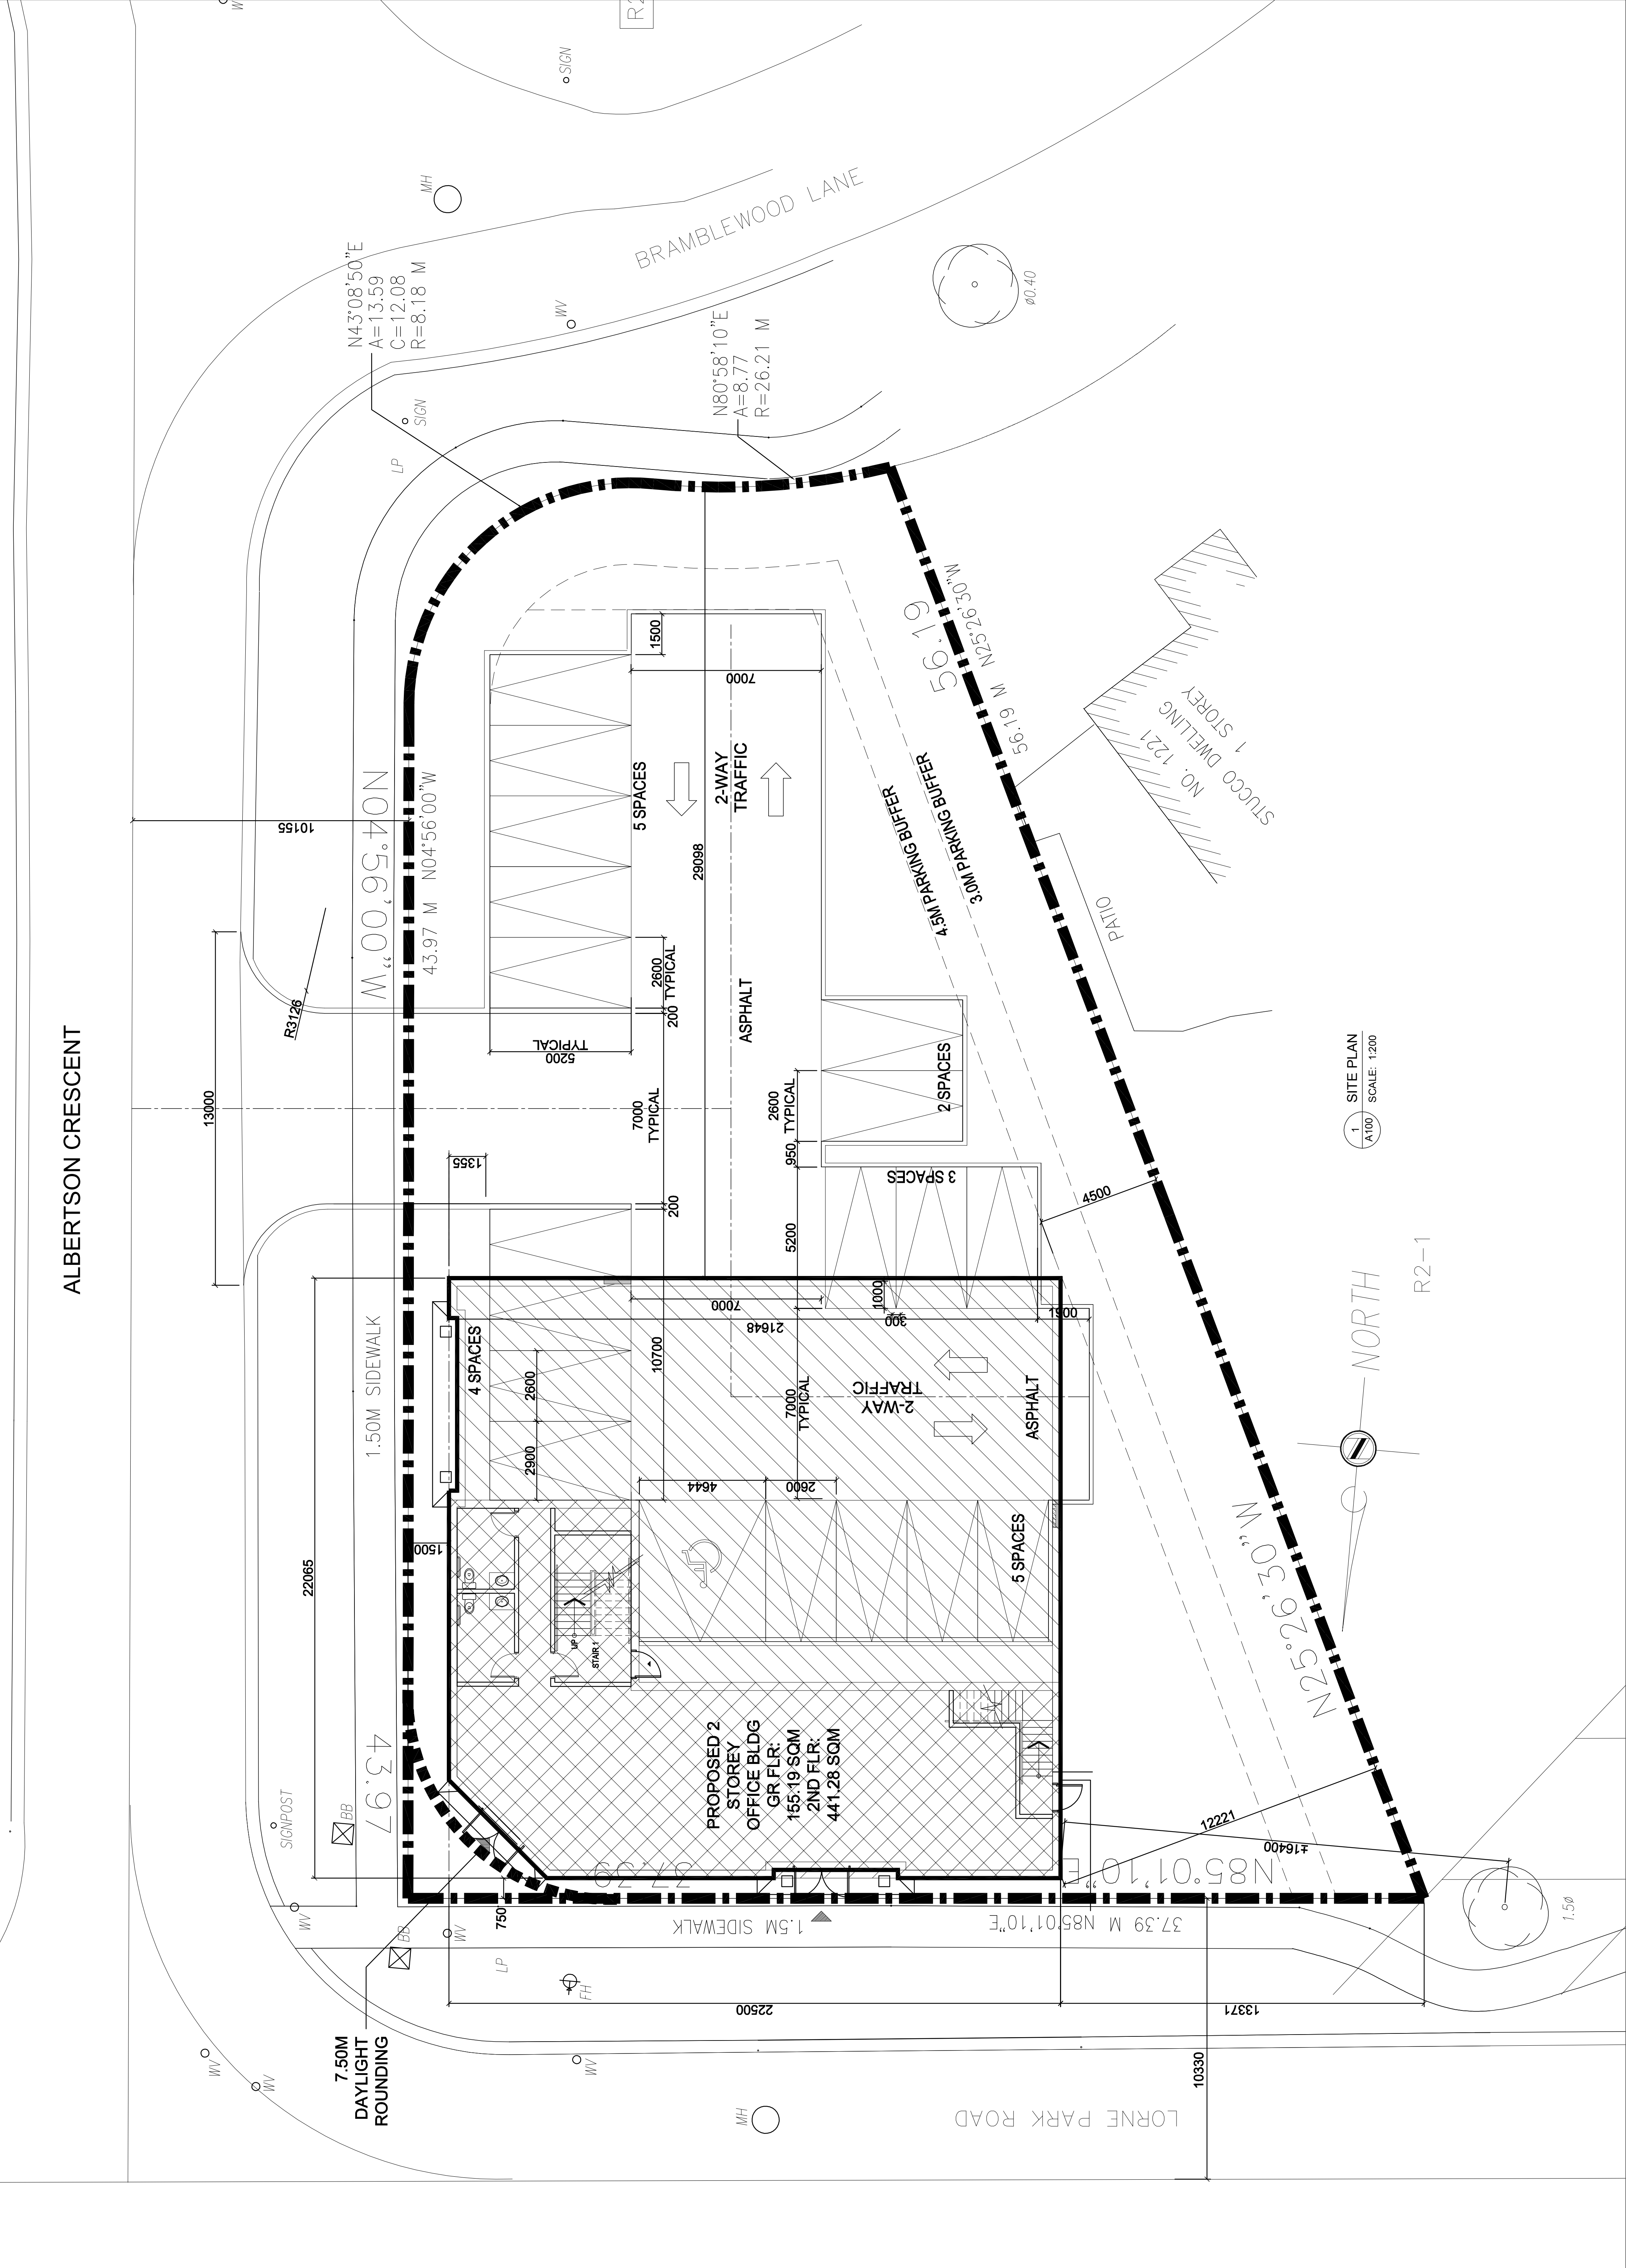 ALBERTSON CRESCENT
WV
R2
SIGN
MH
BRAMBLEWOOD LANE
N43°08'50"E
A=13.59
C=12.08
R=8.18 M
WV
ø0.40
SIGN
LP
N80°58'10"E
A=8.77
R=26.21 M
10155
N04°56'00"W
43.97 M N04°56'00"W
13000
R3126
1500
7000
5 SPACES
2-WAY
TRAFFIC
29098
56.19
56.19 M N25°26'30"W
4.5M PARKING BUFFER
3.0M PARKING BUFFER
NO. 1221
STUCCO DWELLING
1 STOREY
PATIO
2600
TYPICAL
200
ASPHALT
5200
TYPICAL
7000
TYPICAL
2600
TYPICAL
2 SPACES
950
3 SPACES
1355
200
5200
4500
SITE PLAN
1
A100
SCALE: 1:200
1.50M SIDEWALK
22065
4 SPACES
2600
2900
10700
7000
21648
1000
300
1900
7000
TYPICAL
2-WAY
TRAFFIC
ASPHALT
4644
2600
5 SPACES
1500
UP
STAIR 1
NORTH
R2-1
N25°26'30"W
PROPOSED 2
STOREY
OFFICE BLDG
GR FLR:
155.19 SQM
2ND FLR:
441.28 SQM
12221
±16400
43.97
SIGNPOST
BB
WV
BB
WV
LP
FH
750
37.39
N85°01'10"E
1.5M SIDEWALK
37.39 M N85°01'10"E
1.5ø
22500
13371
7.50M
DAYLIGHT
ROUNDING
WV
WV
WV
MH
10330
LORNE PARK ROAD